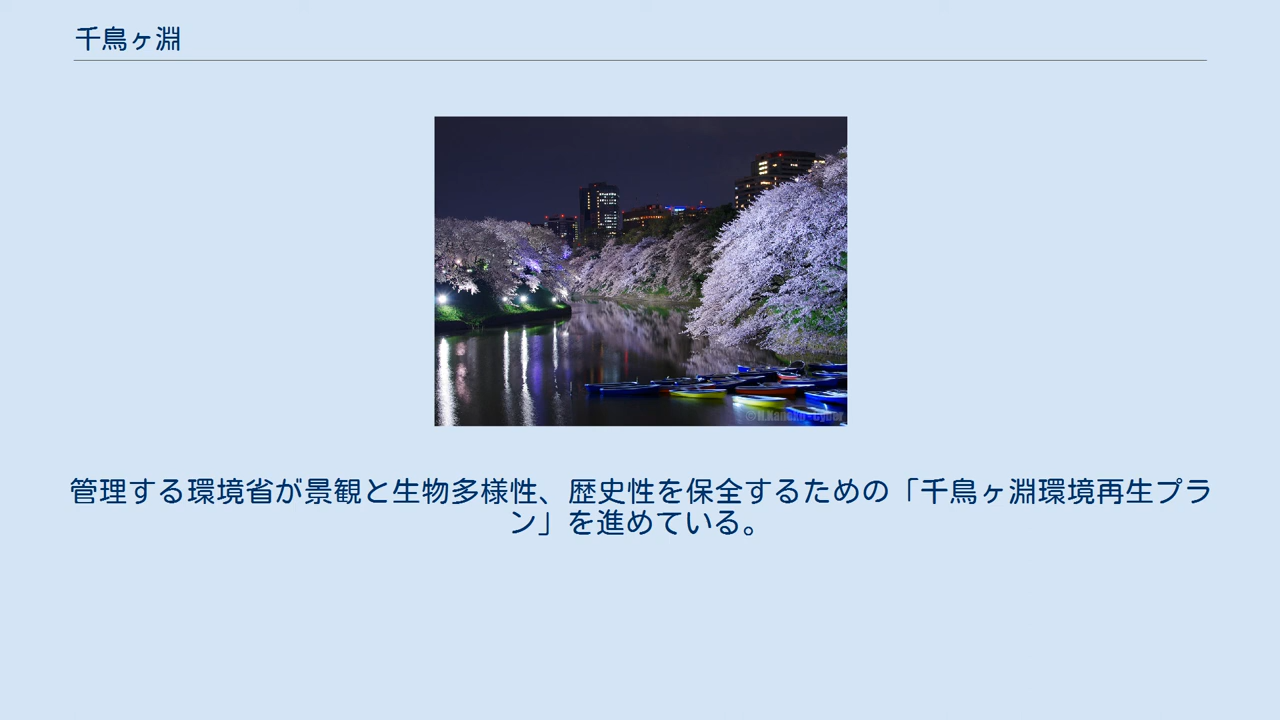 千鳥ヶ淵
管理する環境省が景観と生物多様性、歴史性を保全するための「千鳥ヶ淵環境再生プラ
ン」を進めている。